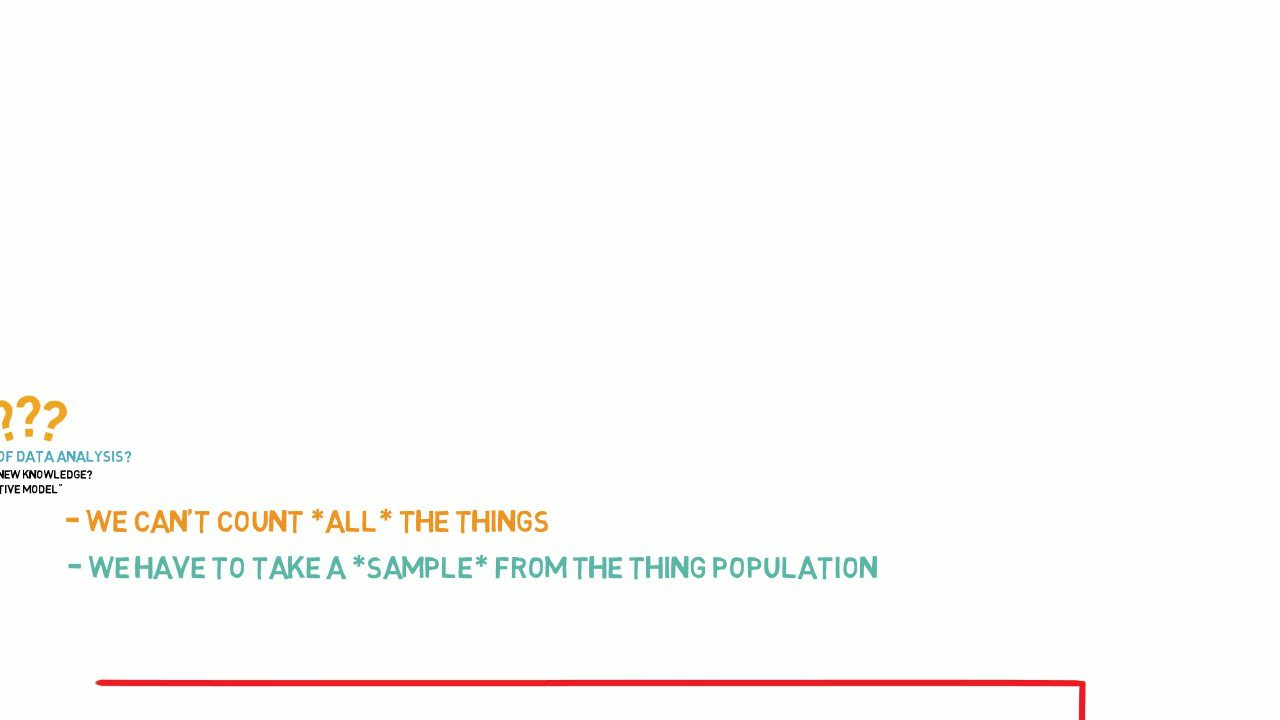 ???
OF DATA ANALYSIS?
NEW KNOWLEDGE?
TIVE MODEL"
- WE CAN'T COUNT *ALL* THE THINGS
- WE HAVE TO TAKE A *SAMPLE* FROM THE THING POPULATION